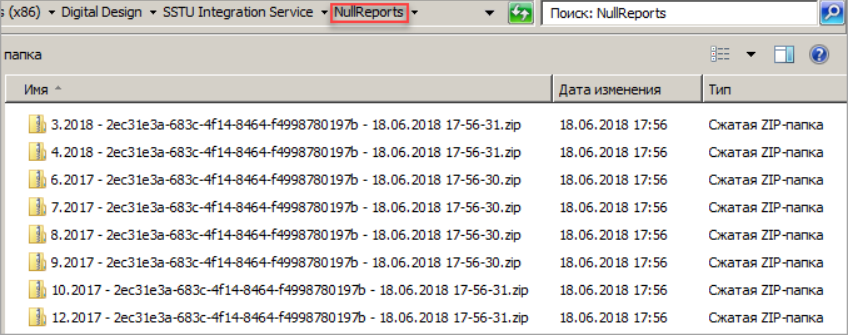 s (x86) ▾ Digital Design ▾ SSTU Integration Service ▾ NullReports ▾ Поиск: NullReports
папка
Имя Дата изменения Тип
3.2018 - 2ec31e3a-683c-4f14-8464-f4998780197b - 18.06.2018 17-56-31.zip 18.06.2018 17:56 Сжатая ZIP-папка
4.2018 - 2ec31e3a-683c-4f14-8464-f4998780197b - 18.06.2018 17-56-31.zip 18.06.2018 17:56 Сжатая ZIP-папка
6.2017 - 2ec31e3a-683c-4f14-8464-f4998780197b - 18.06.2018 17-56-30.zip 18.06.2018 17:56 Сжатая ZIP-папка
7.2017 - 2ec31e3a-683c-4f14-8464-f4998780197b - 18.06.2018 17-56-30.zip 18.06.2018 17:56 Сжатая ZIP-папка
8.2017 - 2ec31e3a-683c-4f14-8464-f4998780197b - 18.06.2018 17-56-30.zip 18.06.2018 17:56 Сжатая ZIP-папка
9.2017 - 2ec31e3a-683c-4f14-8464-f4998780197b - 18.06.2018 17-56-30.zip 18.06.2018 17:56 Сжатая ZIP-папка
10.2017 - 2ec31e3a-683c-4f14-8464-f4998780197b - 18.06.2018 17-56-31.zip 18.06.2018 17:56 Сжатая ZIP-папка
12.2017 - 2ec31e3a-683c-4f14-8464-f4998780197b - 18.06.2018 17-56-31.zip 18.06.2018 17:56 Сжатая ZIP-папка